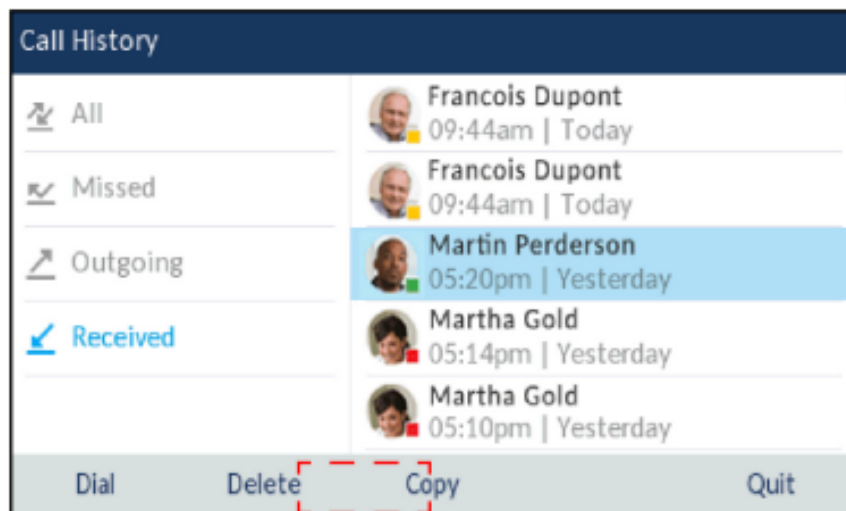 Call History
All
Missed
Outgoing
Received
Francois Dupont
09:44am | Today
Francois Dupont
09:44am | Today
Martin Perderson
05:20pm | Yesterday
Martha Gold
05:14pm | Yesterday
Martha Gold
05:10pm | Yesterday
Dial Delete Copy Quit